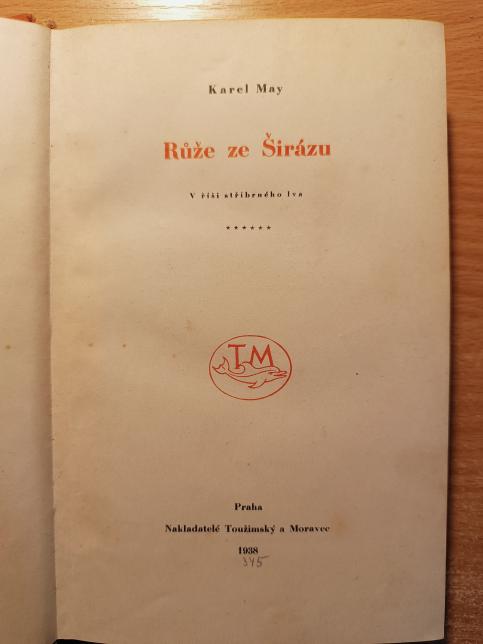 Karel May
Růže ze Širázu
V říši stříbrného lva
******
TM
Praha
Nakladatelé Toužimský a Moravec
1938
345